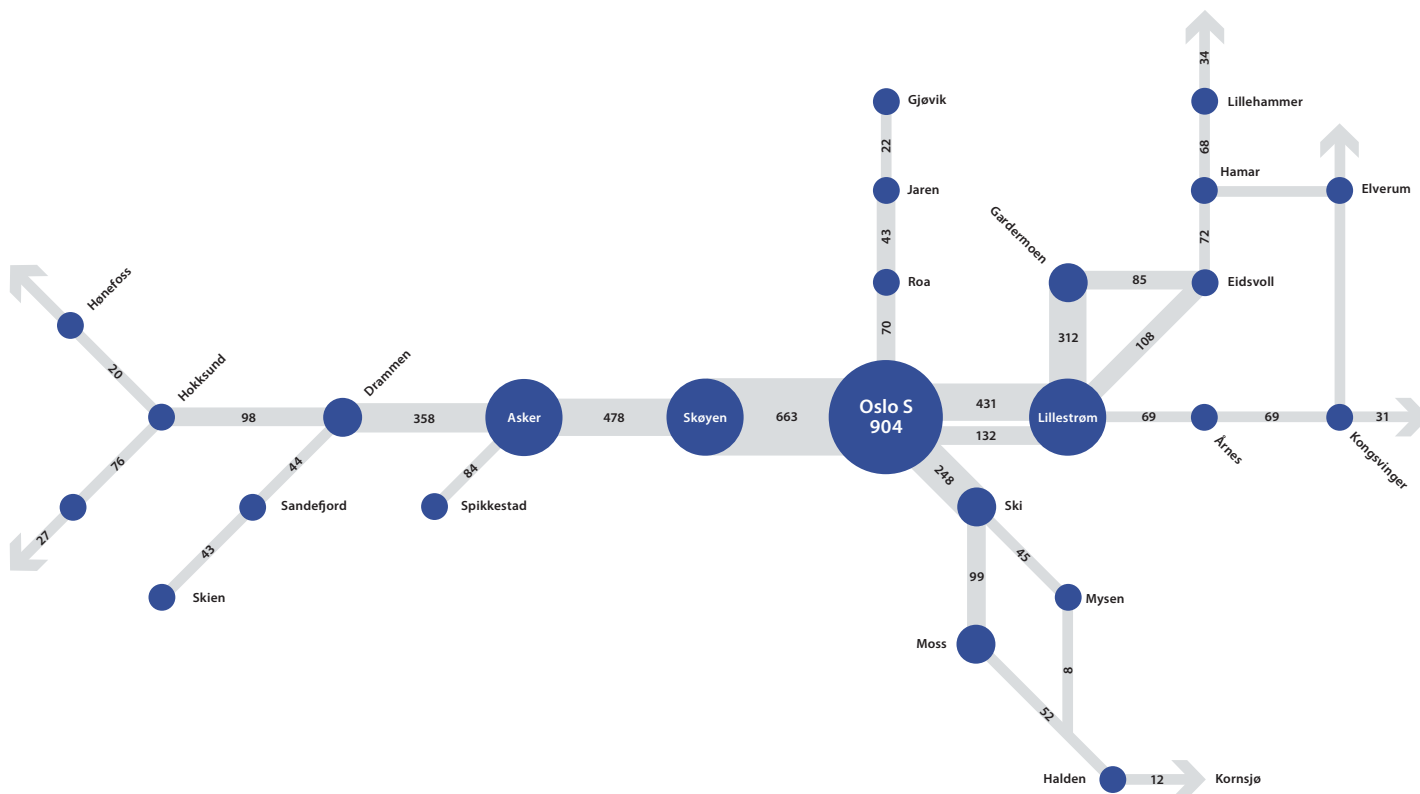 34
Gjøvik
Lillehammer
22
68
Hamar
Jaren
Elverum
Gardermoen
43
72
Hønefoss
Roa
85
Eidsvoll
70
312
108
20
Hokksund
Drammen
98
358
Asker
478
Skøyen
663
Oslo S
904
431
132
Lillestrøm
69
Årnes
69
Kongsvinger
31
76
44
84
248
27
Sandefjord
Spikkestad
Ski
43
45
99
Skien
Mysen
Moss
8
52
Halden
12
Kornsjø